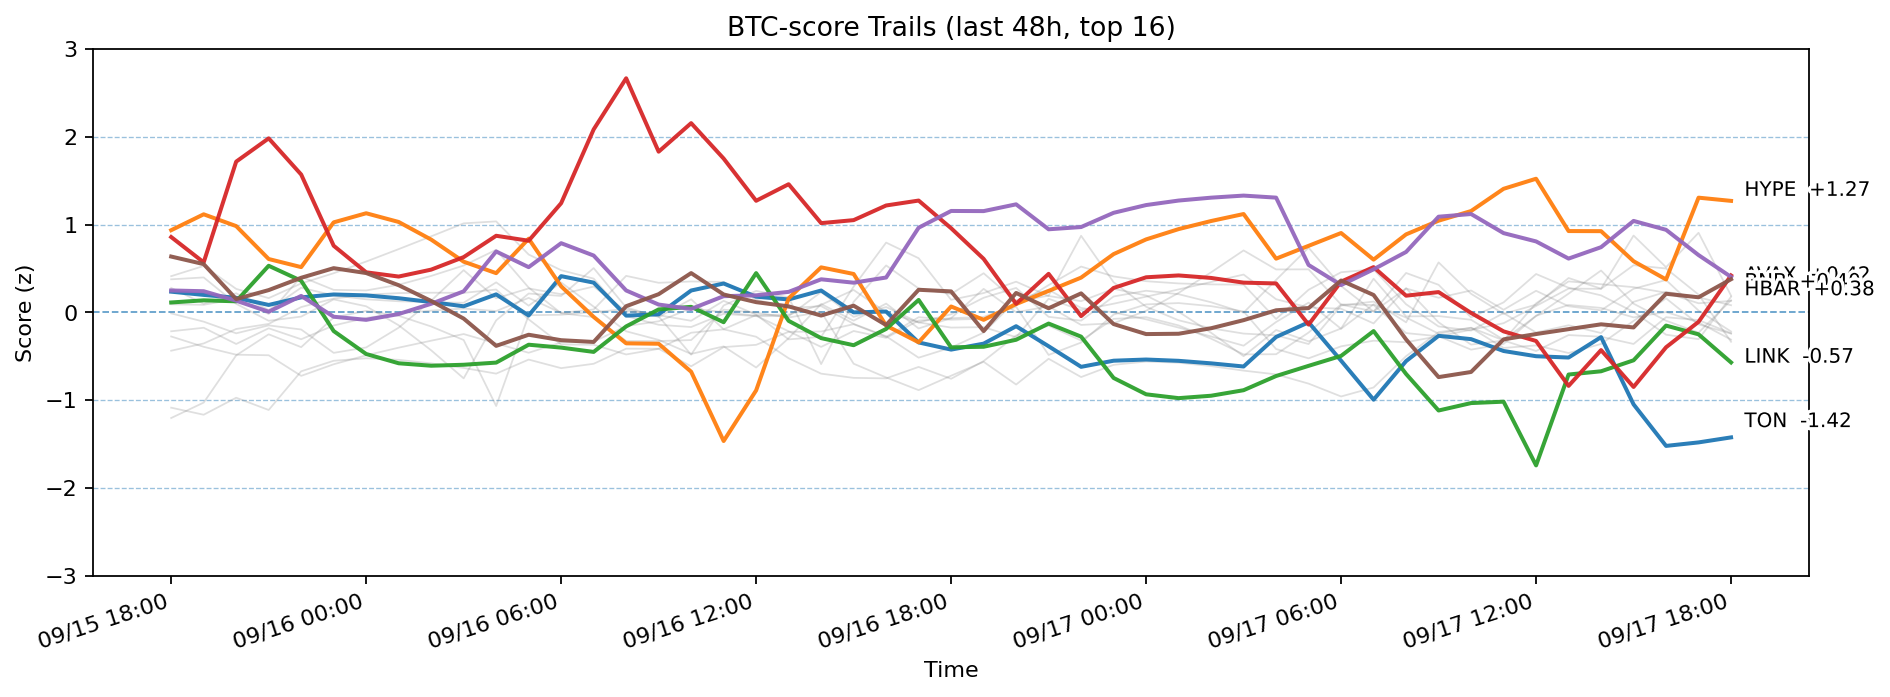 BTC-score Trails (last 48h, top 16)
3
2
1
0
−1
−2
−3
Score (z)
HYPE +1.27
AVAX +0.42
HBAR +0.38
LINK -0.57
TON -1.42
09/15 18:00
09/16 00:00
09/16 06:00
09/16 12:00
09/16 18:00
09/17 00:00
09/17 06:00
09/17 12:00
09/17 18:00
Time